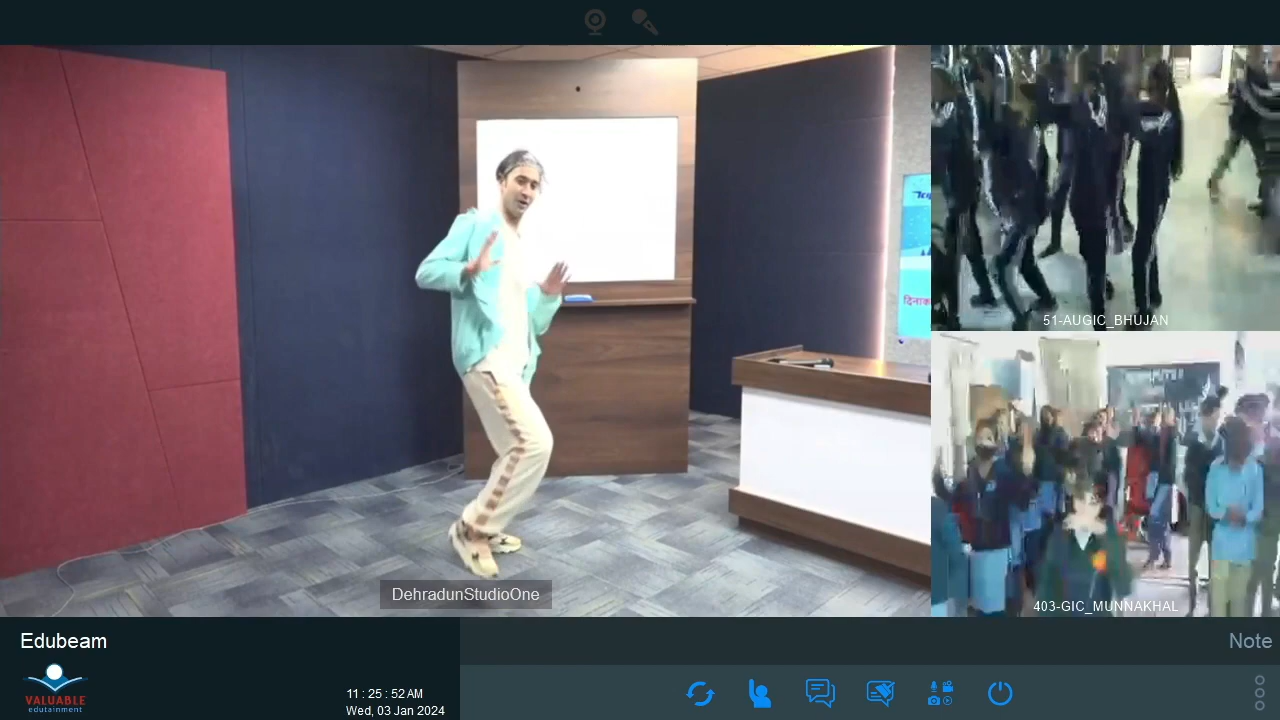 51-AUGIC_BHUJAN
DehradunStudioOne
403-GIC_MUNNAKHAL
Edubeam
Note
VALUABLE
edutainment
11 : 25 : 52 AM
Wed, 03 Jan 2024